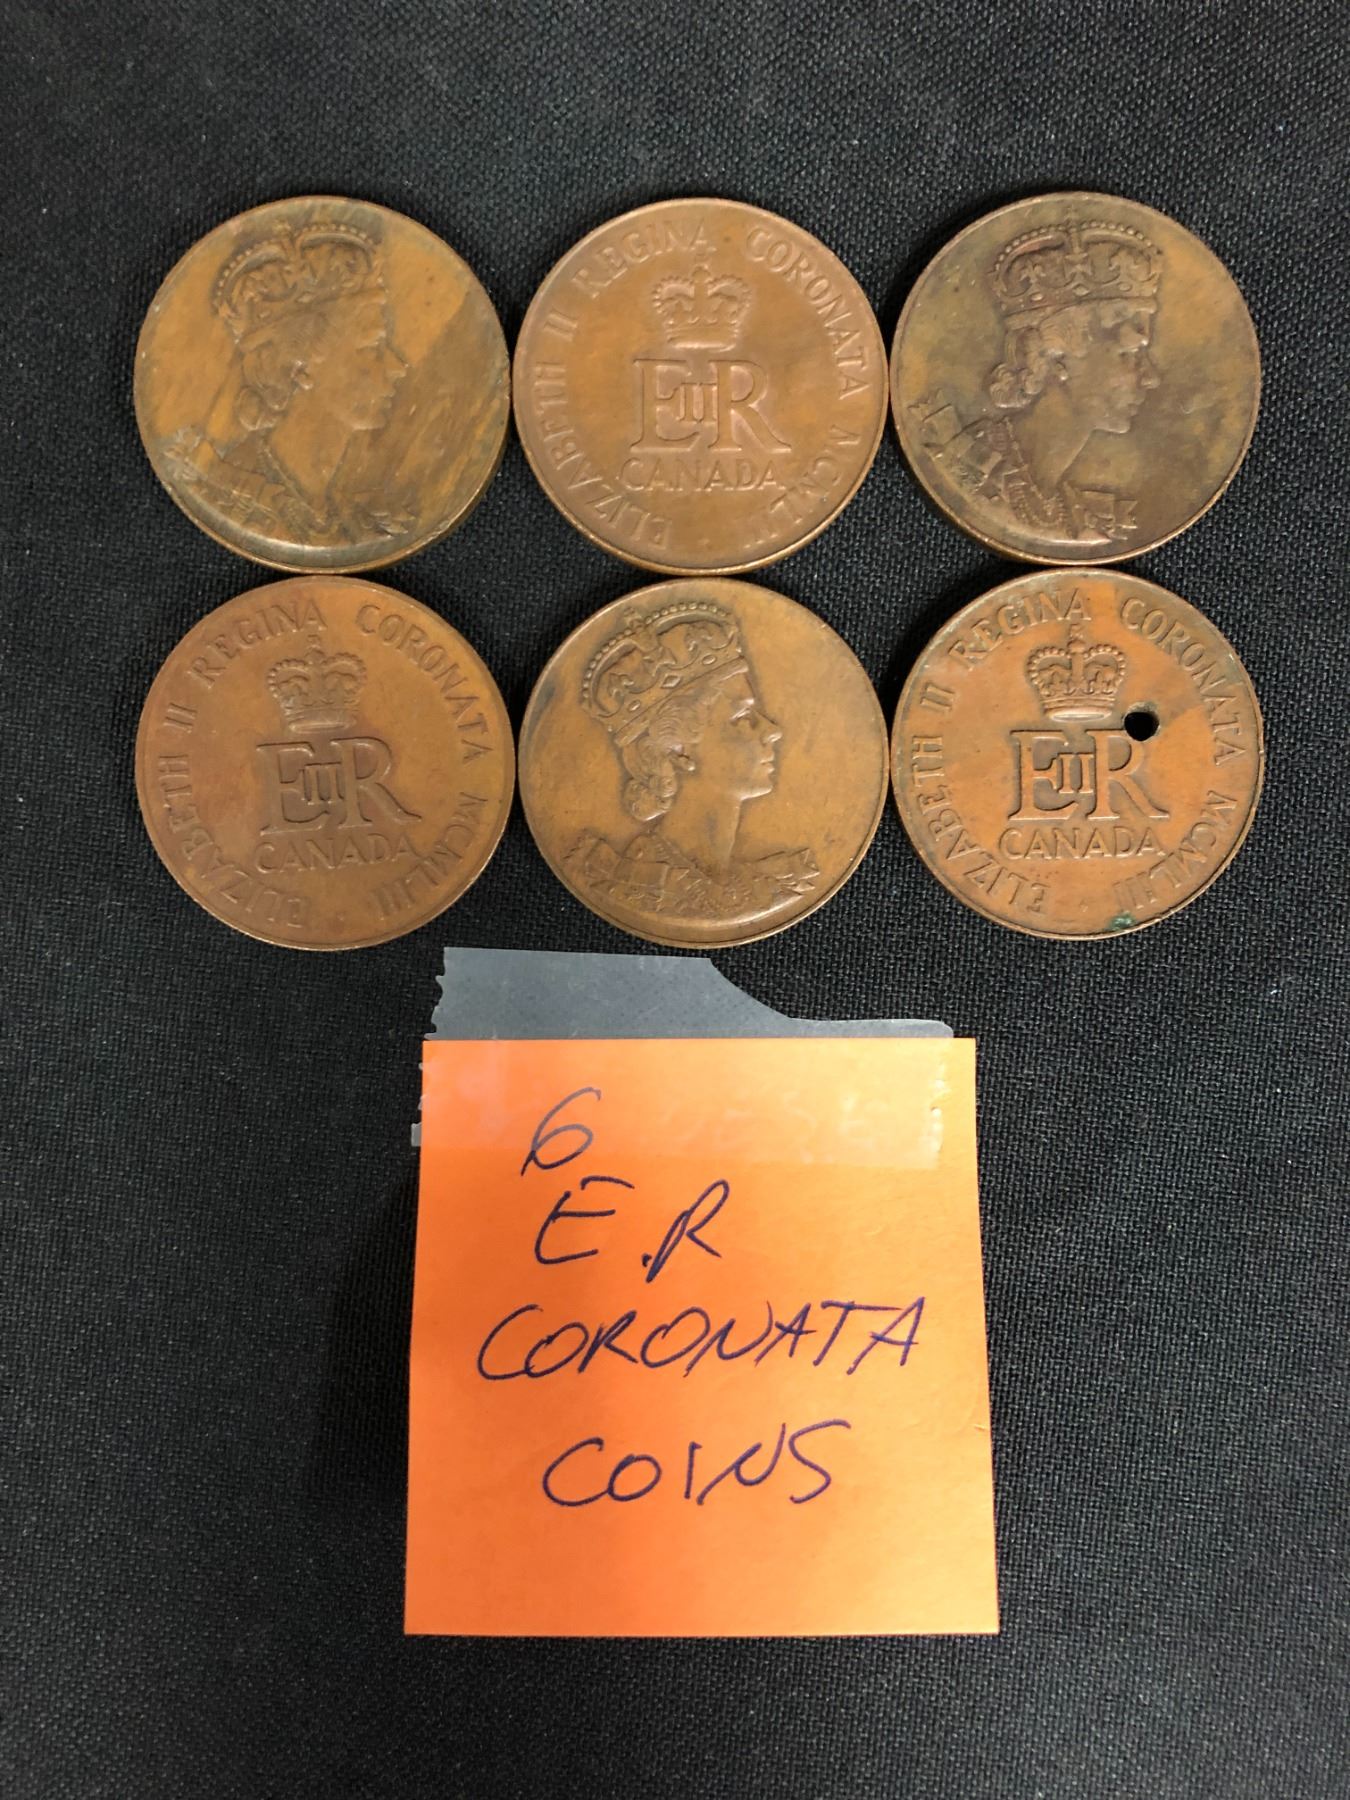 ELIZABETH II REGINA CORONATA MCMLIII
EIIR
CANADA
ELIZABETH II REGINA CORONATA MCMLIII
EIIR
CANADA
ELIZABETH II REGINA CORONATA MCMLIII
EIIR
CANADA
6
E.R
CORONATA
COINS